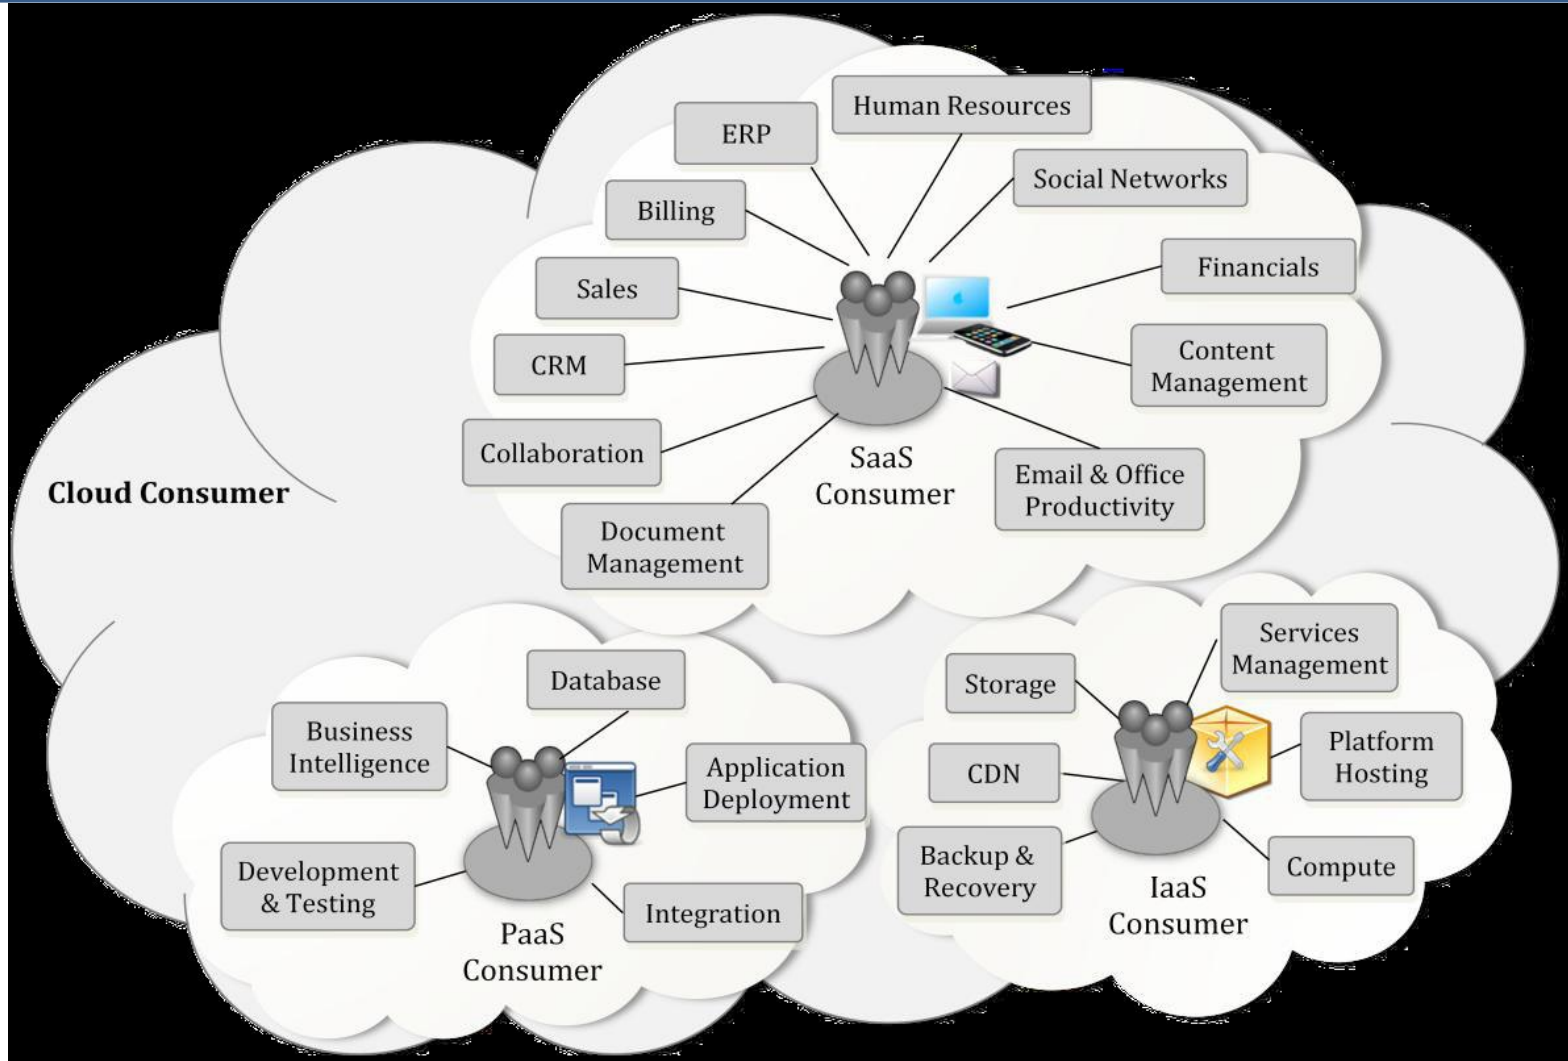 Human Resources
ERP
Social Networks
Billing
Financials
Sales
Content
Management
CRM
Collaboration
SaaS
Consumer
Email & Office
Productivity
Cloud Consumer
Document
Management
Database
Business
Intelligence
Application
Deployment
Development
& Testing
Integration
PaaS
Consumer
Services
Management
Storage
Platform
Hosting
CDN
Backup &
Recovery
Compute
IaaS
Consumer